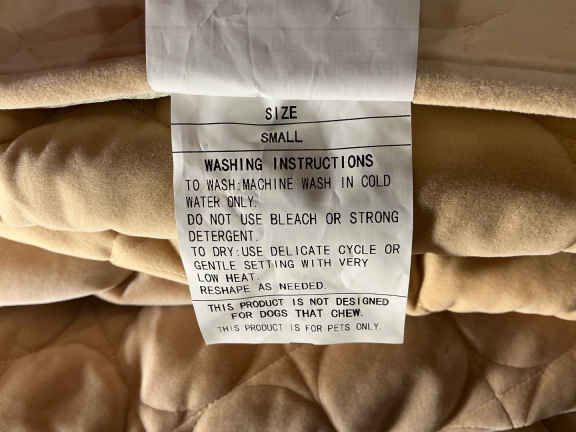 SIZE
SMALL
WASHING INSTRUCTIONS
TO WASH:MACHINE WASH IN COLD
WATER ONLY.
DO NOT USE BLEACH OR STRONG
DETERGENT.
TO DRY:USE DELICATE CYCLE OR
GENTLE SETTING WITH VERY
LOW HEAT.
RESHAPE AS NEEDED.
THIS PRODUCT IS NOT DESIGNED
FOR DOGS THAT CHEW.
THIS PRODUCT IS FOR PETS ONLY.